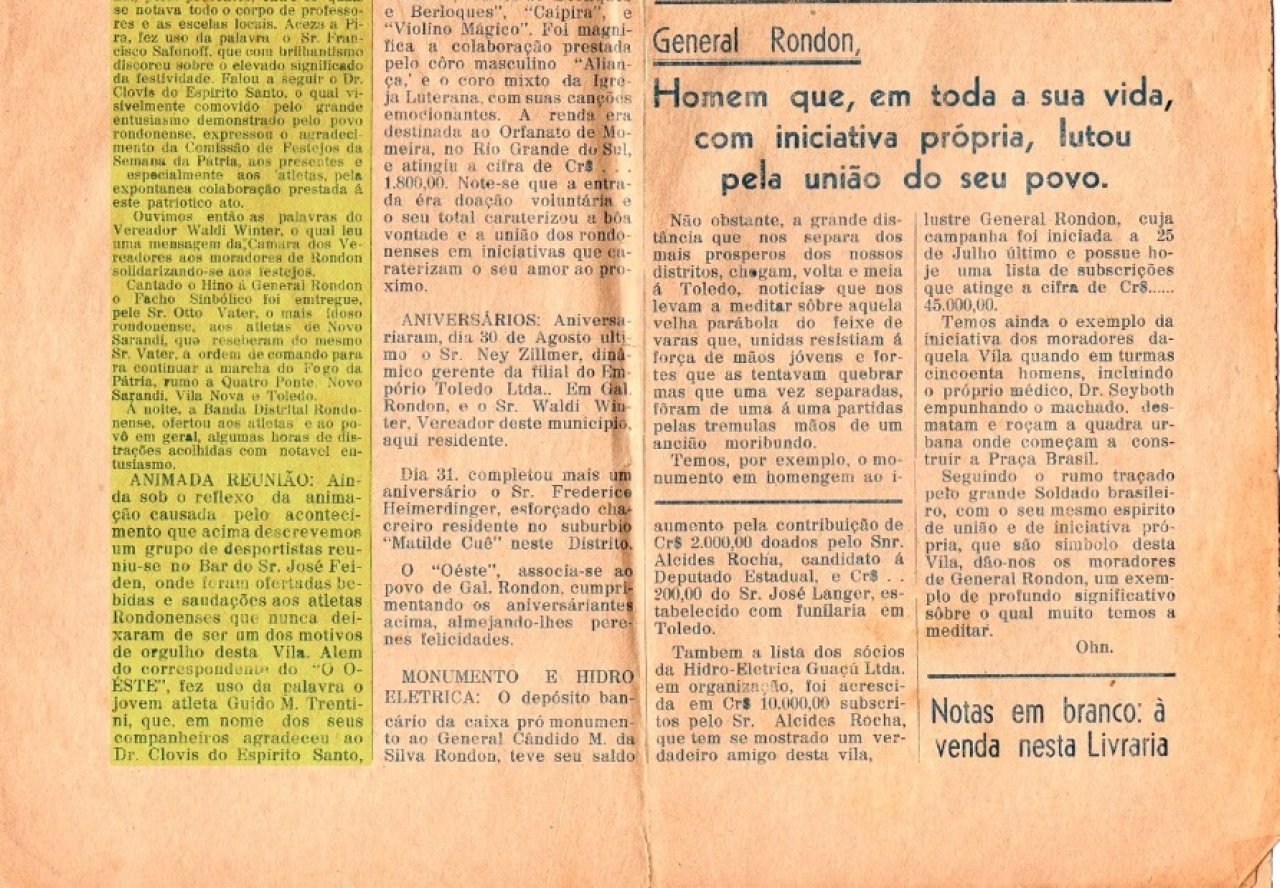 se notava todo o corpo de professo-
res e as escelas locais. Aceza a Pi-
ra, fez uso da palavra o Sr. Fran-
cisco Safonoff, que com brilhantismo
discoreu sobre o elevado significado
da festividade. Falou a seguir o Dr.
Clovis do Espirito Santo, o qual vi-
sivelmente comovido pelo grande
entusiasmo demonstrado pelo povo
rondonense, expressou o agradeci-
mento da Comissão de Festejos da
Semana da Pátria, aos presentes e
especialmente aos atletas, pela
expontanea colaboração prestada á
este patriotico ato.
Ouvimos então as palavras do
Vereador Waldi Winter, o qual leu
uma mensagem da Camara dos Ve-
readores aos moradores de Rondon
solidarizando-se aos festejos.
Cantado o Hino á General Rondon
o Facho Sinbólico foi emtregue,
pele Sr. Otto Vater, o mais idoso
rondonense, aos atletas de Novo
Sarandi, que reseberam do mesmo
Sr. Vater, a ordem de comando para
ra continuar a marcha do Fogo da
Pátria, rumo a Quatro Ponte, Novo
Sarandi, Vila Nova e Toledo.
A noite, a Banda Distrital Rondo-
nense, ofertou aos atletas e ao po-
vô em geral, algumas horas de dis-
trações acolhidas com notavel en-
tusiasmo.
ANIMADA REUNIÃO: Ain-
da sob o reflexo da anima-
ção causada pelo aconteci-
mento que acima descrevemos
um grupo de desportistas reu-
niu-se no Bar do Sr. José Fei-
den, onde foram ofertadas be-
bidas e saudações aos atletas
Rondonenses que nunca dei-
xaram de ser um dos motivos
de orgulho desta Vila. Alem
do correspondente do "O O-
ÉSTE", fez uso da palavra o
jovem atleta Guido M. Trenti-
ni, que, em nome dos seus
companheiros agradeceu ao
Dr. Clovis do Espirito Santo,
e Berloques", "Caipira", e
"Violino Mágico". Foi magni-
fica a colaboração prestada
pelo côro masculino "Alian-
ça,' e o coro mixto da Igre-
ja Luterana, com suas canções
emocionantes. A renda era
destinada ao Orfanato de Mo-
meira, no Rio Grande do Sul,
e atingiu a cifra de Cr$ . . .
1.800,00. Note-se que a entra-
da éra doação voluntária e
o seu total caraterizou a bôa
vontade e a união dos rondo-
nenses em iniciativas que ca-
raterizam o seu amor ao pro-
ximo.
ANIVERSÁRIOS: Aniversa-
riaram, dia 30 de Agosto ulti-
mo o Sr. Ney Zillmer, dinâ-
mico gerente da filial do Em-
pório Toledo Ltda.. Em Gal.
Rondon, e o Sr. Waldi Win-
ter, Vereador deste municipio,
aqui residente.
Dia 31. completou mais um
aniversário o Sr. Frederico
Heimerdinger, esforçado cha-
creiro residente no suburbio
"Matilde Cuê" neste Distrito.
O "Oéste", associa-se ao
povo de Gal. Rondon, cumpri-
mentando os aniversáriantes
acima, almejando-lhes pere-
nes felicidades.
MONUMENTO E HIDRO
ELETRICA: O depósito ban-
cário da caixa pró monumen-
to ao General Cândido M. da
Silva Rondon, teve seu saldo
General Rondon,
Homem que, em toda a sua vida,
com iniciativa própria, lutou
pela união do seu povo.
Não obstante, a grande dis-
tância que nos separa dos
mais prosperos dos nossos
distritos, chegam, volta e meia
á Toledo, noticias que nos
levam a meditar sôbre aquela
velha parábola do feixe de
varas que, unidas resistiam á
força de mãos jóvens e for-
tes que as tentavam quebrar
mas que uma vez separadas,
fôram de uma á uma partidas
pelas tremulas mãos de um
ancião moribundo.
Temos, por exemplo, o mo-
numento em homengem ao i-
aumento pela contribuição de
Cr$ 2.000,00 doados pelo Snr.
Alcides Rocha, candidato á
Deputado Estadual, e Cr$ . .
200,00 do Sr. José Langer, es-
tabelecido com funilaria em
Toledo.
Tambem a lista dos sócios
da Hidro-Eletrica Guaçú Ltda.
em organização, foi acresci-
da em Cr$ 10.000,00 subscri-
tos pelo Sr. Alcides Rocha,
que tem se mostrado um ver-
dadeiro amigo desta vila,
lustre General Rondon, cuja
campanha foi iniciada a 25
de Julho último e possue ho-
je uma lista de subscrições
que atinge a cifra de Cr$......
45.000,00.
Temos ainda o exemplo da
iniciativa dos moradores da-
quela Vila quando em turmas
cincoenta homens, incluindo
o próprio médico, Dr. Seyboth
empunhando o machado, des-
matam e roçam a quadra ur-
bana onde começam a cons-
truir a Praça Brasil.
Seguindo o rumo traçado
pelo grande Soldado brasilei-
ro, com o seu mesmo espirito
de união e de iniciativa pró-
pria, que são simbolo desta
Vila, dão-nos os moradores
de General Rondon, um exem-
plo de profundo significativo
sôbre o qual muito temos a
meditar.
Ohn.
Notas em branco: à
venda nesta Livraria